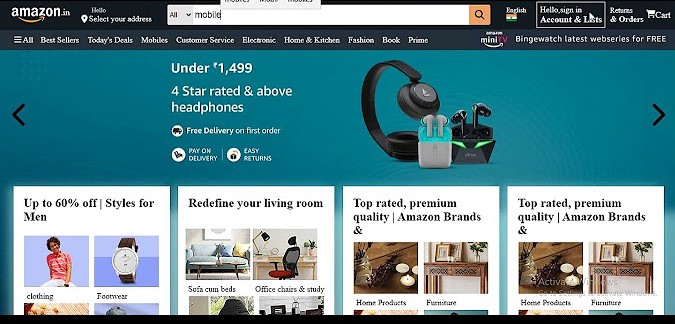 mobiles Mobil mobiles
amazon.in
Hello
Select your address
All
mobile
English
Hello,sign in
Account & Lists
Returns
& Orders
Cart
All Best Sellers Today's Deals Mobiles Customer Service Electronic Home & Kitchen Fashion Book Prime
amazon
miniTV
Bingewatch latest webseries for FREE
Under ₹1,499
4 Star rated & above
headphones
Free Delivery on first order
PAY ON
DELIVERY
EASY
RETURNS
Up to 60% off | Styles for
Men
clothing
Footwear
Redefine your living room
Sofa cum beds
Office chairs & study
Top rated, premium
quality | Amazon Brands
&
Home Products
Furniture
Top rated, premium
quality | Amazon Brands
&
Home Products
Furniture
Activate Windows
Go to Settings to activate Windows.